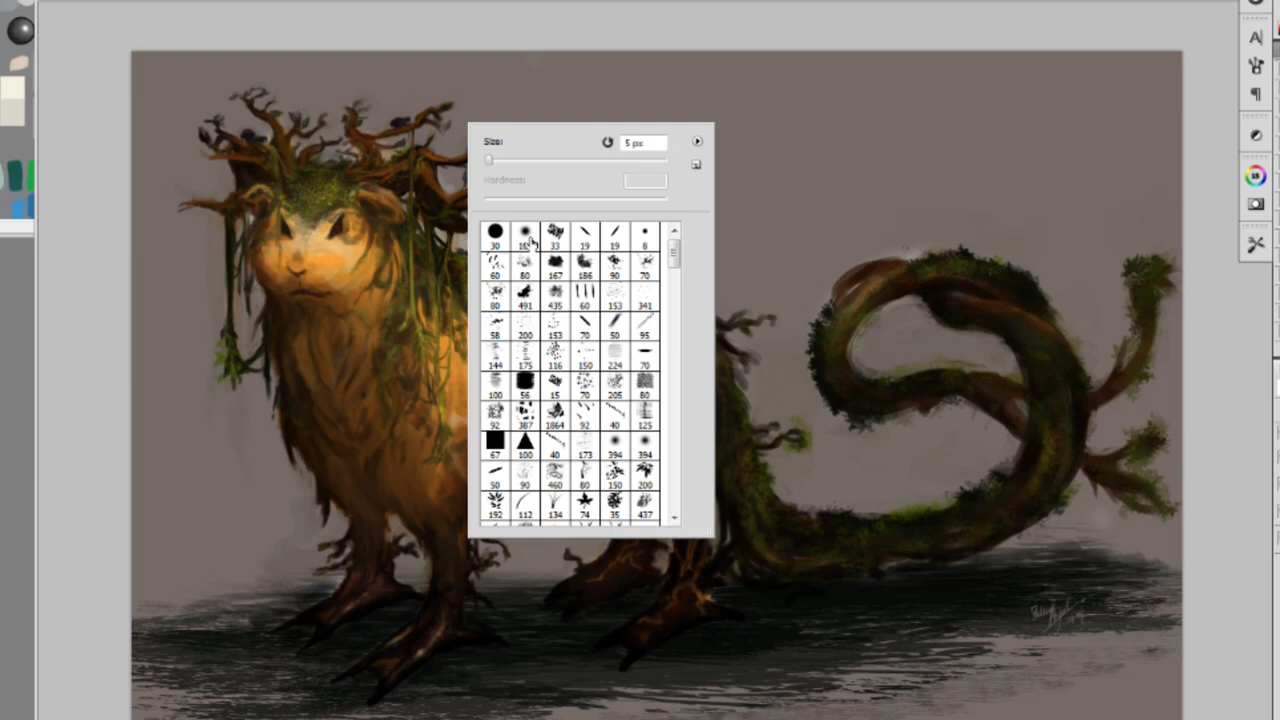 Size: 5 px
Hardness:
30 33 19 19 8
60 80 167 186 90 70
80 491 435 60 153 341
58 200 153 70 50 95
144 175 116 150 224 70
100 56 15 70 205 80
92 387 1864 92 40 125
67 100 40 173 394 394
50 90 460 80 150 200
192 112 134 74 35 437